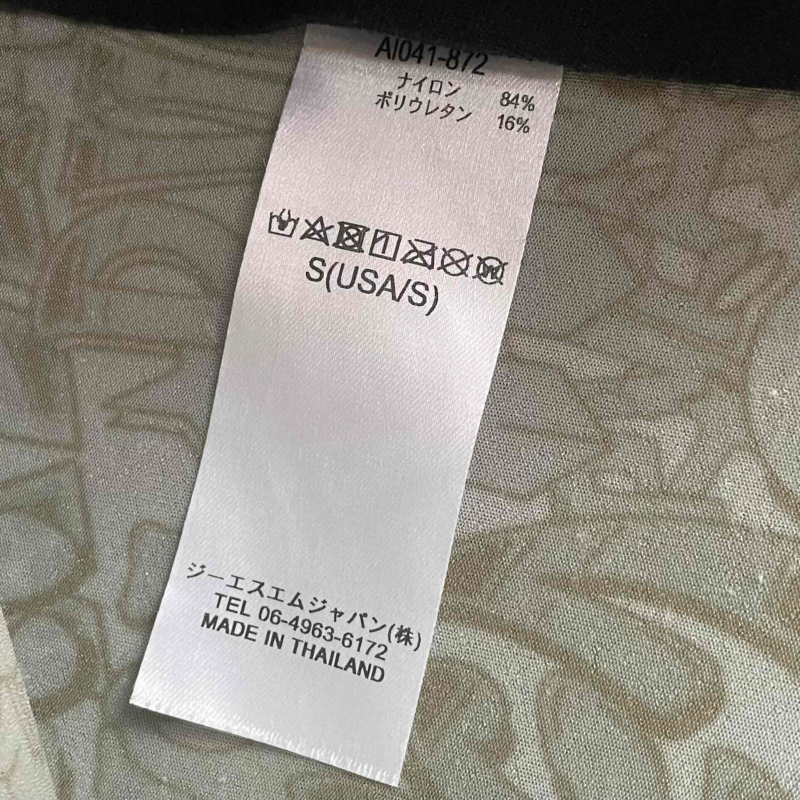 AI041-872
ナイロン 84%
ポリウレタン 16%
S(USA/S)
ジーエスエムジャパン(株)
TEL 06-4963-6172
MADE IN THAILAND